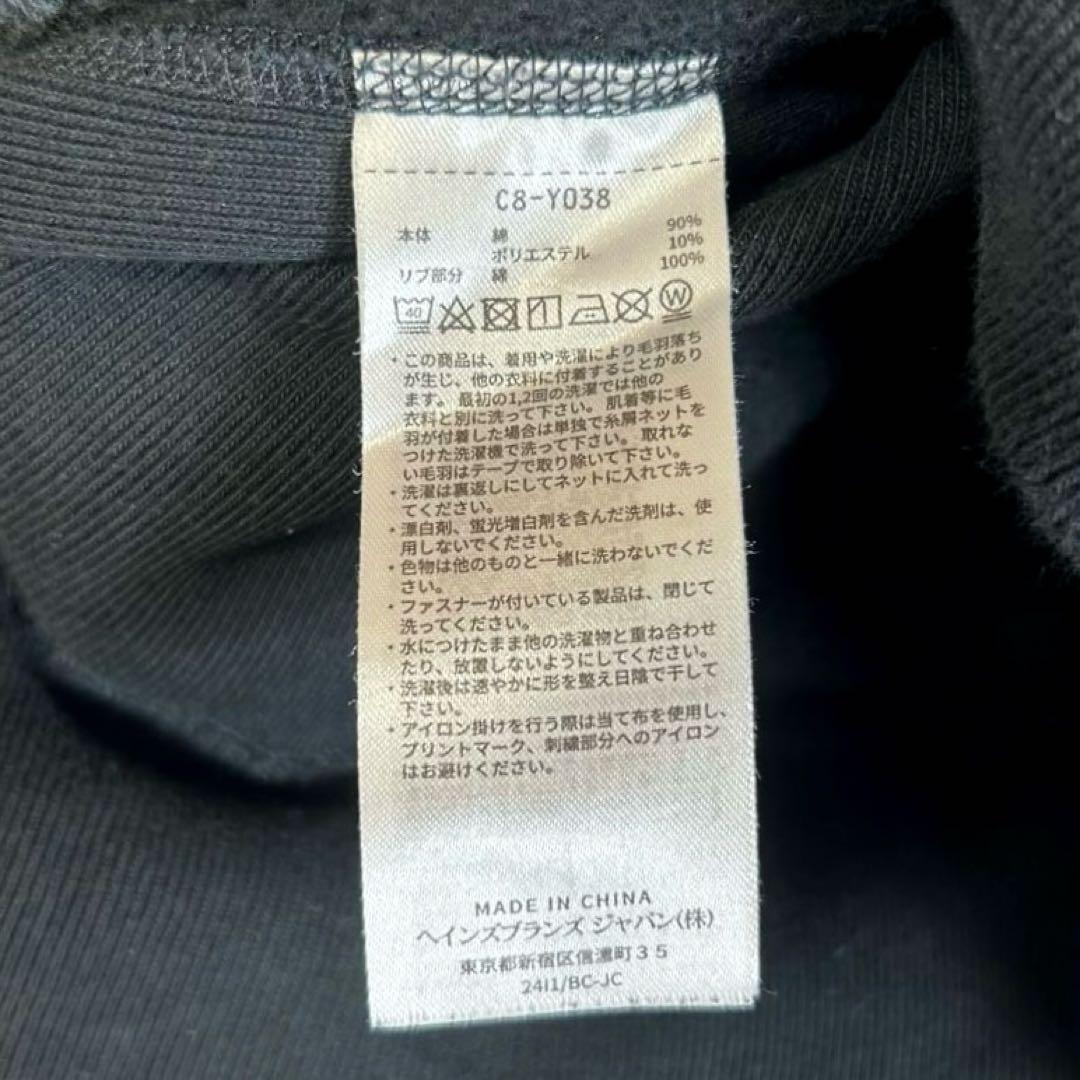 C8-Y038
本体 綿 90%
ポリエステル 10%
リブ部分 綿 100%
40 W
・この商品は、着用や洗濯により毛羽落ち
が生じ、他の衣料に付着することがあり
ます。最初の1,2回の洗濯では他の
衣料と別に洗って下さい。肌着等に毛
羽が付着した場合は単独で糸屑ネットを
つけた洗濯機で洗って下さい。取れな
い毛羽はテープで取り除いて下さい。
・洗濯は裏返しにしてネットに入れて洗っ
てください。
・漂白剤、蛍光増白剤を含んだ洗剤は、使
用しないでください。
・色物は他のものと一緒に洗わないでくだ
さい。
・ファスナーが付いている製品は、閉じて
洗ってください。
・水につけたまま他の洗濯物と重ね合わせ
たり、放置しないようにしてください。
・洗濯後は速やかに形を整え日陰で干して
下さい。
・アイロン掛けを行う際は当て布を使用し、
プリントマーク、刺繍部分へのアイロン
はお避けください。
MADE IN CHINA
ヘインズブランズ ジャパン(株)
東京都新宿区信濃町35
24I1/BC-JC